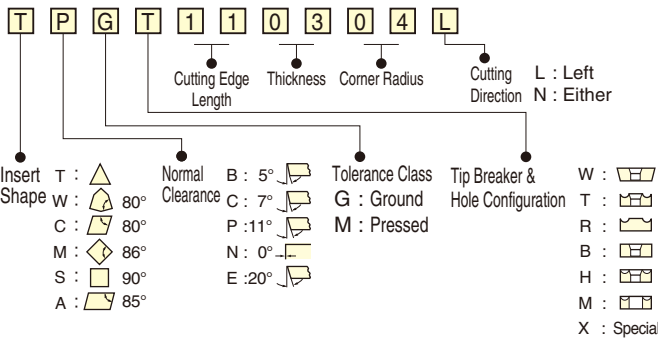 T P G T 1 1 0 3 0 4 L
Cutting Edge Length
Thickness
Corner Radius
Cutting Direction
L : Left
N : Either
Insert Shape
T :
W : 80°
C : 80°
M : 86°
S : 90°
A : 85°
Normal Clearance
B : 5°
C : 7°
P :11°
N : 0°
E :20°
Tolerance Class
G : Ground
M : Pressed
Tip Breaker &
Hole Configuration
W :
T :
R :
B :
H :
M :
X : Special